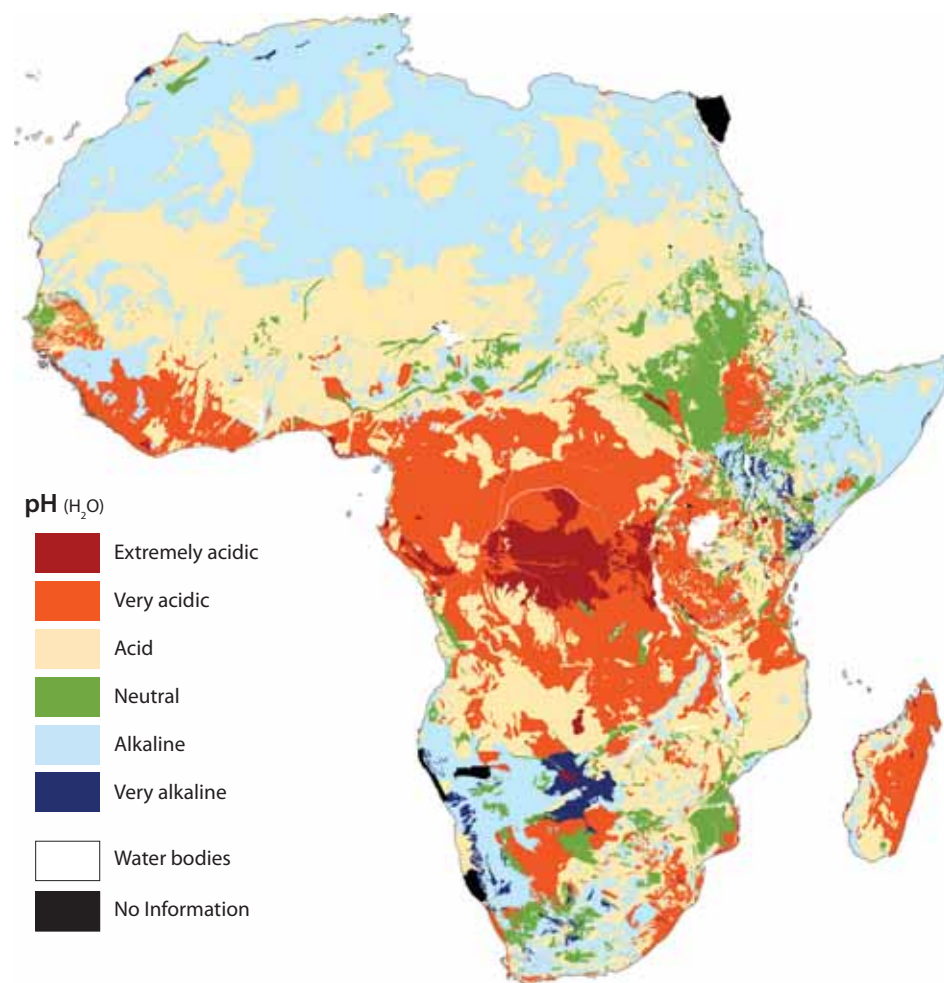 pH (H₂O)
Extremely acidic
Very acidic
Acid
Neutral
Alkaline
Very alkaline
Water bodies
No Information